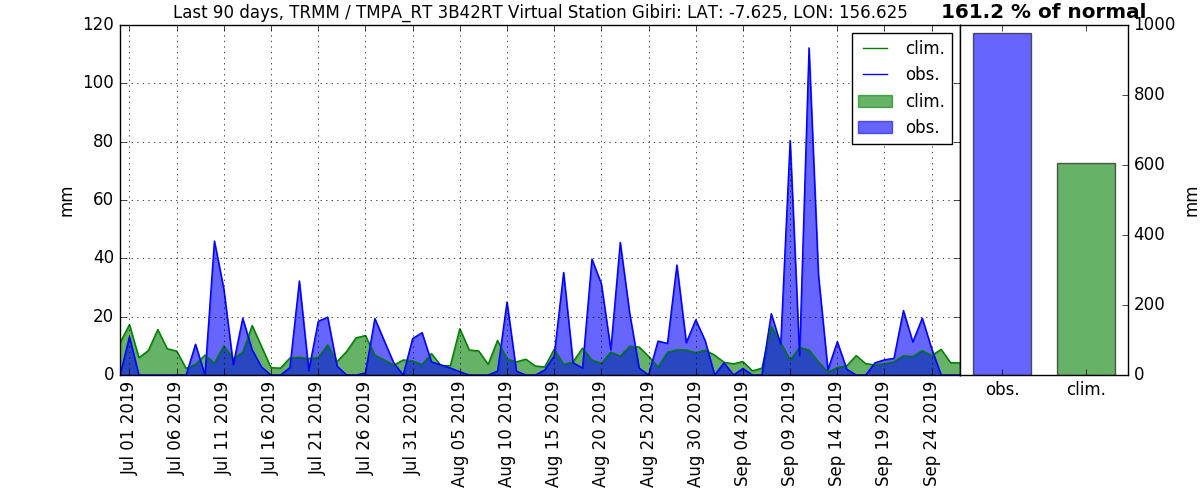 Last 90 days, TRMM / TMPA_RT 3B42RT Virtual Station Gibiri: LAT: -7.625, LON: 156.625
161.2 % of normal
120
100
80
60
40
20
0
mm
clim.
obs.
clim.
obs.
1000
800
600
400
200
0
mm
obs.
clim.
Jul 01 2019
Jul 06 2019
Jul 11 2019
Jul 16 2019
Jul 21 2019
Jul 26 2019
Jul 31 2019
Aug 05 2019
Aug 10 2019
Aug 15 2019
Aug 20 2019
Aug 25 2019
Aug 30 2019
Sep 04 2019
Sep 09 2019
Sep 14 2019
Sep 19 2019
Sep 24 2019